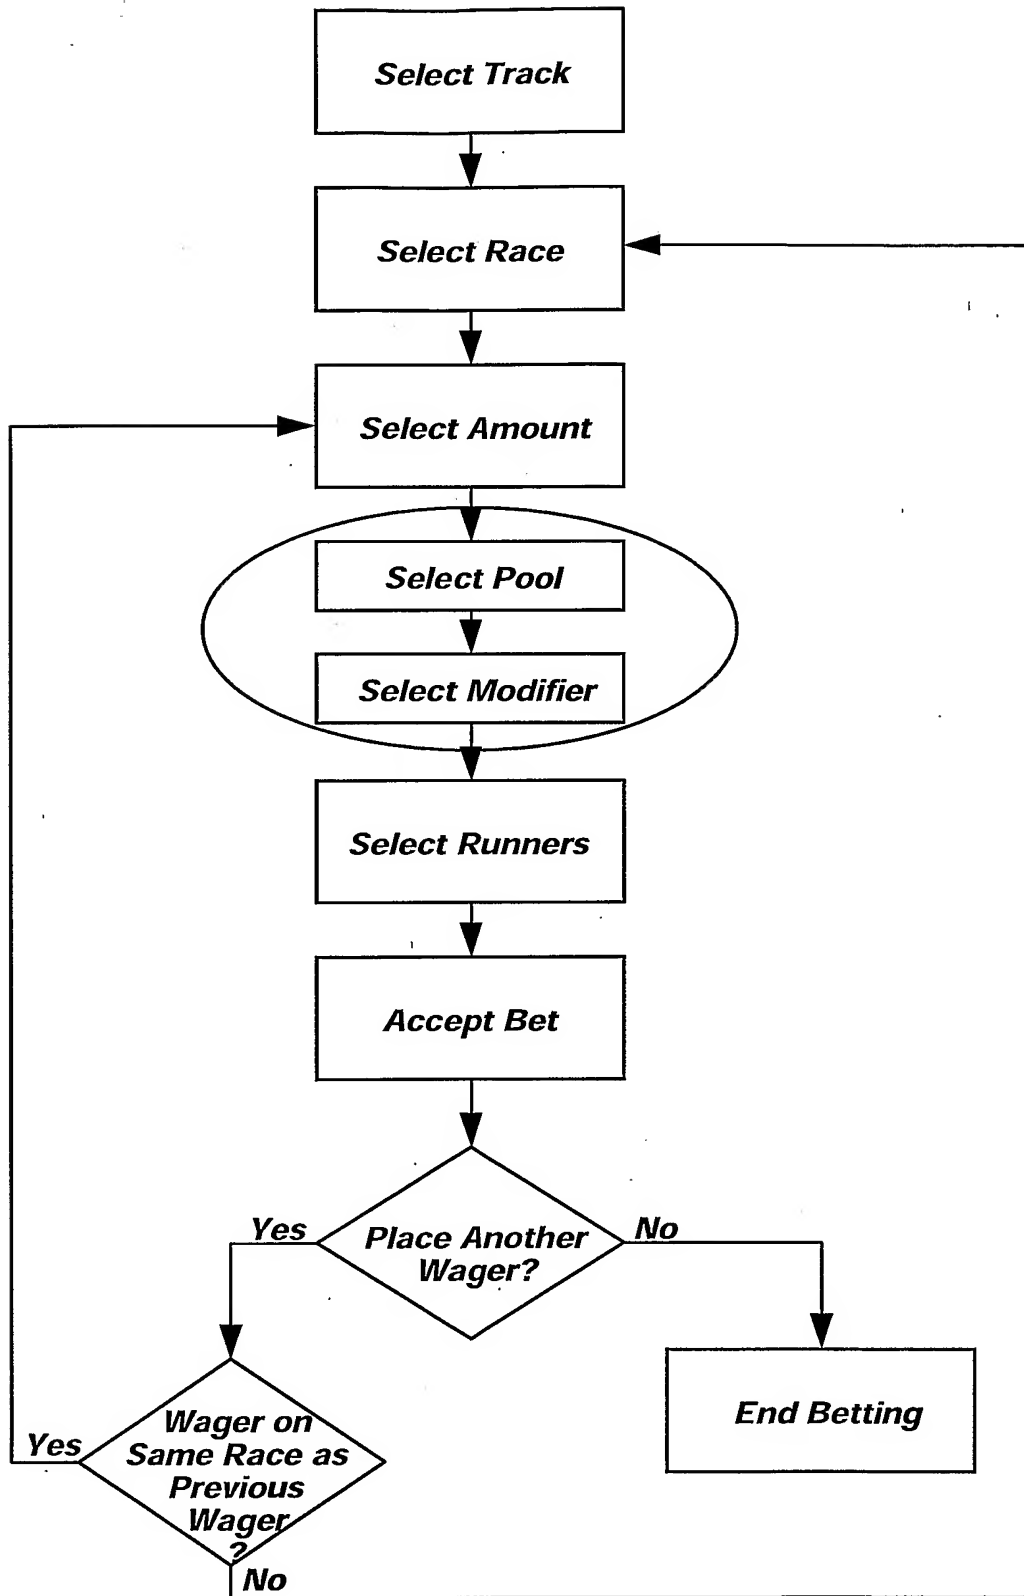 Select Track
Select Race
Select Amount
Select Pool
Select Modifier
Select Runners
Accept Bet
Yes
Place Another
Wager?
No
End Betting
Yes
Wager on
Same Race as
Previous
Wager
?
No